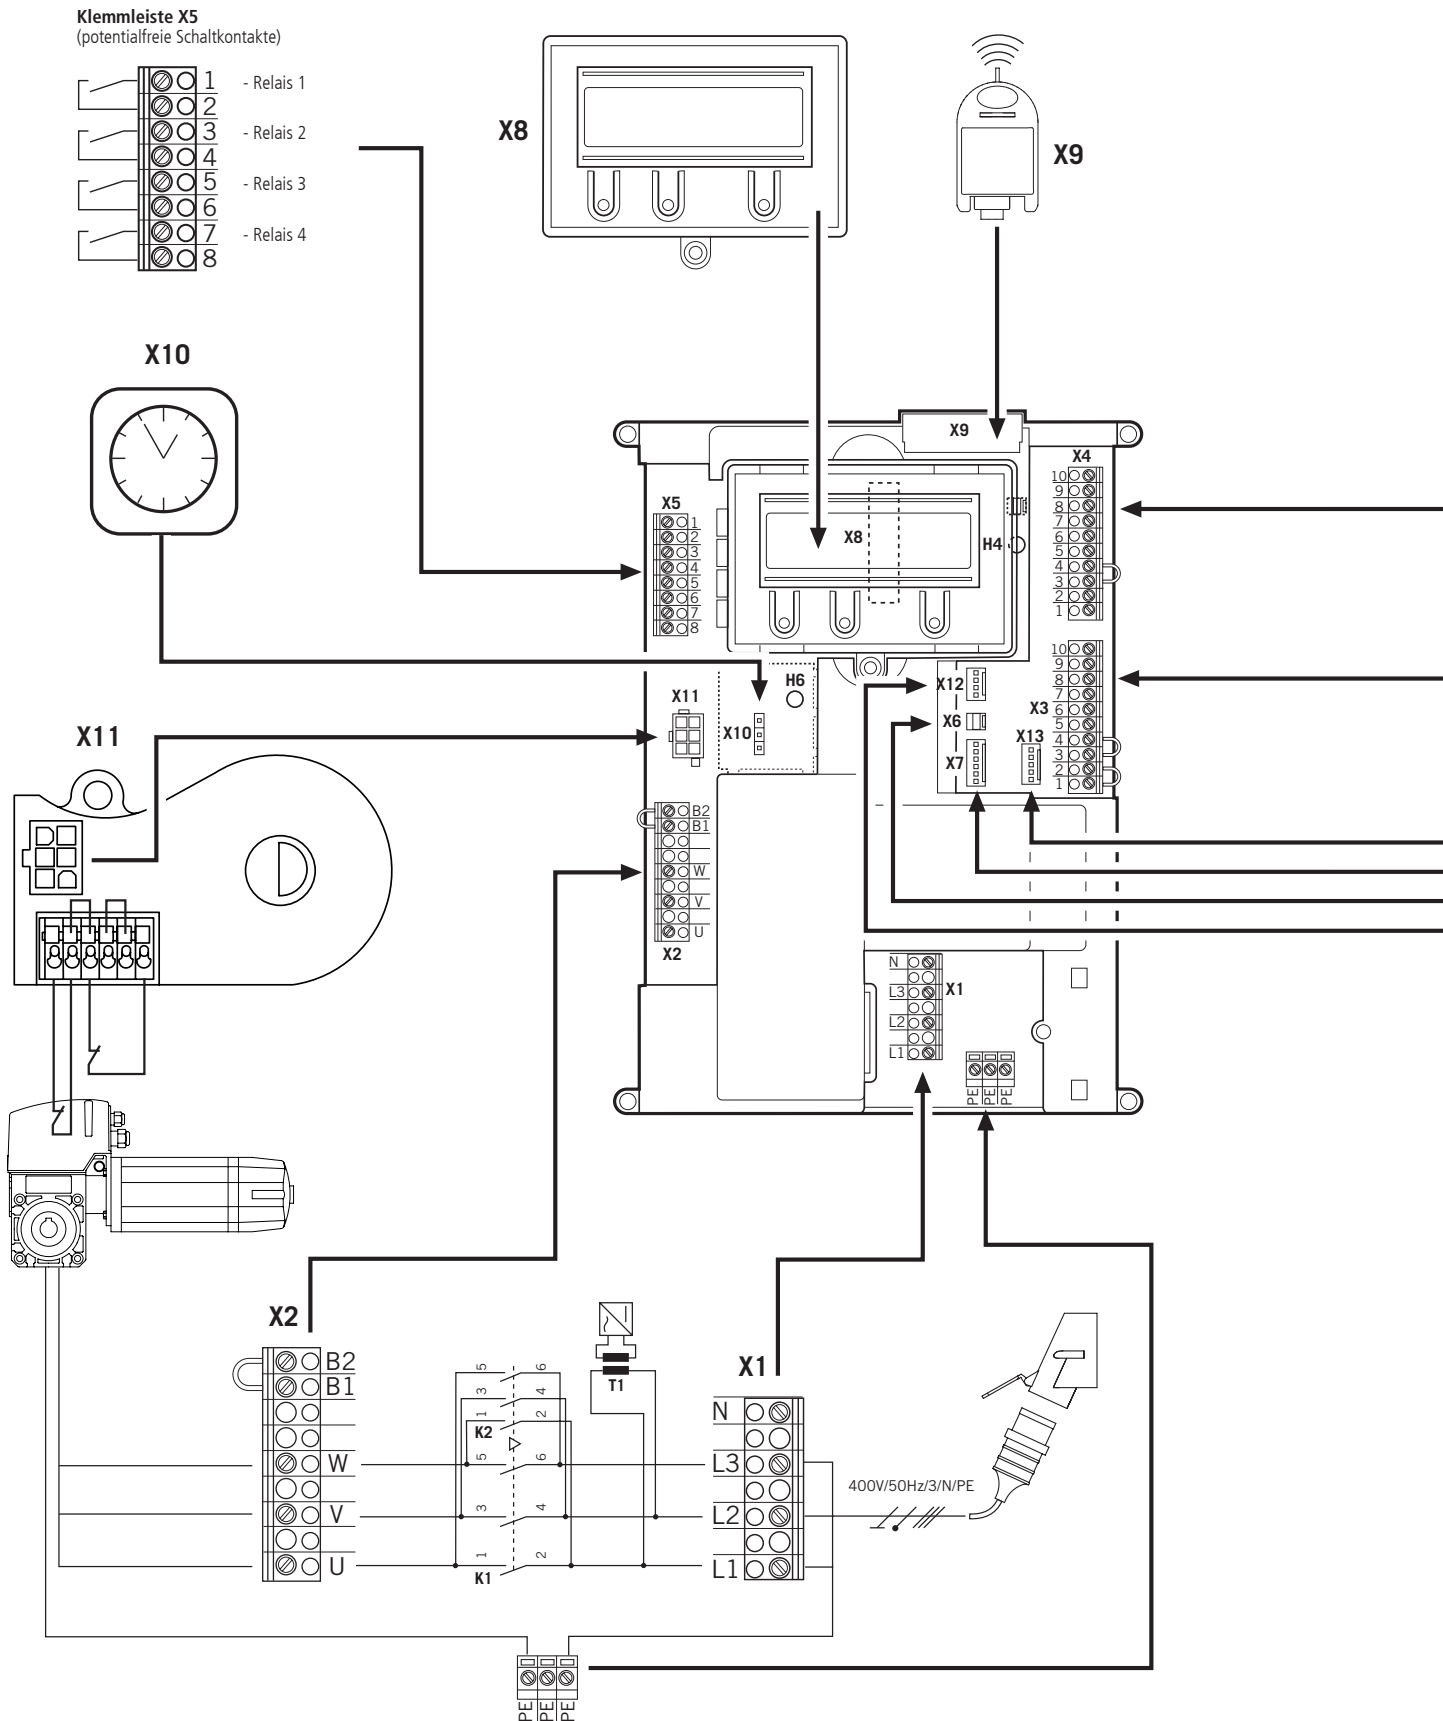 Klemmleiste X5
(potentialfreie Schaltkontakte)
1 - Relais 1
2
3 - Relais 2
4
5 - Relais 3
6
7 - Relais 4
8
X8
X9
X10
X9
X4
10
9
8
7
6
5
4
3
2
1
X5
1
2
3
4
5
6
7
8
X8
H4
10
9
8
7
6
5
4
3
2
1
X3
X12
X6
X13
X7
H6
X11
X10
X11
B2
B1
W
V
U
X2
N
L3
L2
L1
X1
PE
PE
PE
X2
B2
B1
W
V
U
5
6
3
4
1
2
K2
5
6
3
4
1
2
K1
T1
X1
N
L3
L2
L1
400V/50Hz/3/N/PE
PE
PE
PE